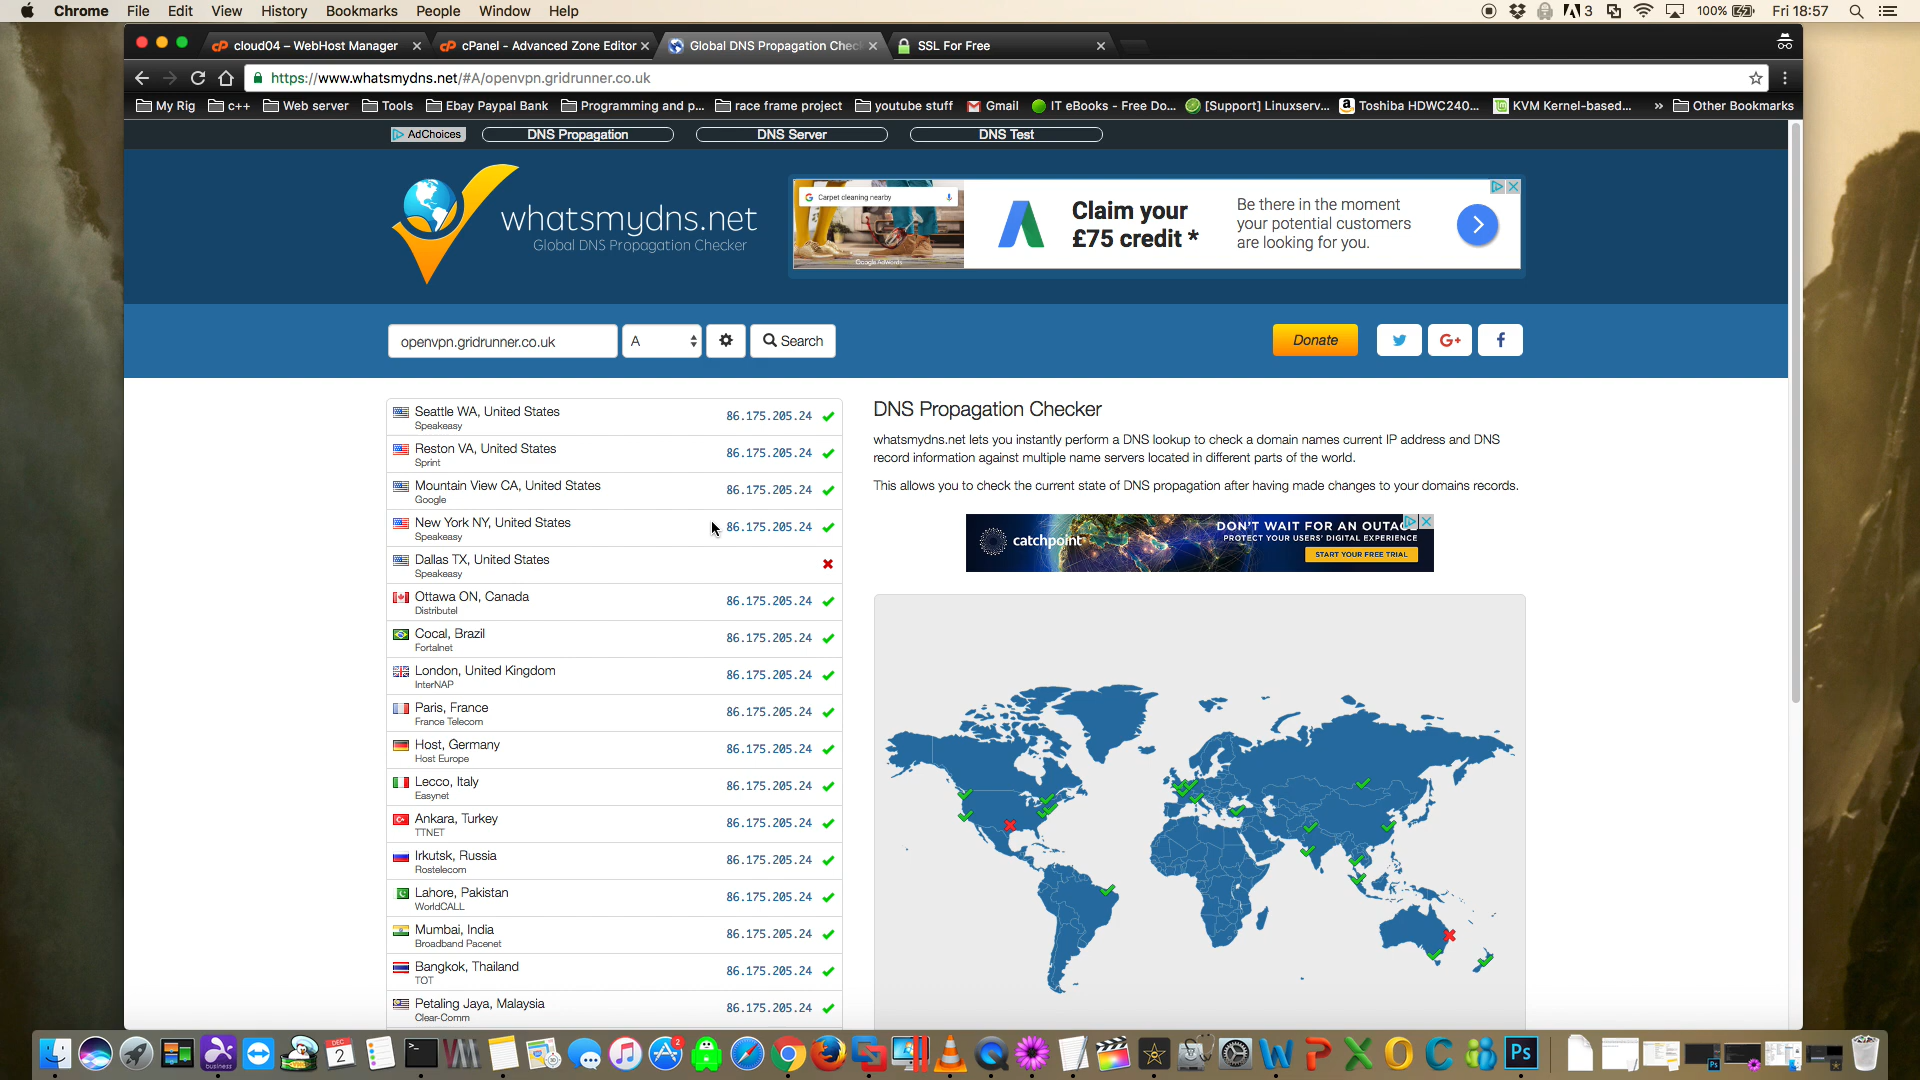 Chrome File Edit View History Bookmarks People Window Help
3 100% Fri 18:57
cloud04 – WebHost Manager
cPanel - Advanced Zone Editor
Global DNS Propagation Chec
SSL For Free
https://www.whatsmydns.net/#A/openvpn.gridrunner.co.uk
My Rig c++ Web server Tools Ebay Paypal Bank Programming and p... race frame project youtube stuff Gmail IT eBooks - Free Do... [Support] Linuxserv... Toshiba HDWC240... KVM Kernel-based... » Other Bookmarks
AdChoices DNS Propagation DNS Server DNS Test
whatsmydns.net
Global DNS Propagation Checker
Carpet cleaning nearby
Google Adwords
Claim your
£75 credit *
Be there in the moment
your potential customers
are looking for you.
openvpn.gridrunner.co.uk A Search
Donate G+ f
Seattle WA, United States 86.175.205.24
Speakeasy
Reston VA, United States 86.175.205.24
Sprint
Mountain View CA, United States 86.175.205.24
Google
New York NY, United States 86.175.205.24
Speakeasy
Dallas TX, United States
Speakeasy
Ottawa ON, Canada 86.175.205.24
Distributel
Cocal, Brazil 86.175.205.24
Fortalnet
London, United Kingdom 86.175.205.24
InterNAP
Paris, France 86.175.205.24
France Telecom
Host, Germany 86.175.205.24
Host Europe
Lecco, Italy 86.175.205.24
Easynet
Ankara, Turkey 86.175.205.24
TTNET
Irkutsk, Russia 86.175.205.24
Rostelecom
Lahore, Pakistan 86.175.205.24
WorldCALL
Mumbai, India 86.175.205.24
Broadband Pacenet
Bangkok, Thailand 86.175.205.24
TOT
Petaling Jaya, Malaysia 86.175.205.24
Clear-Comm
DNS Propagation Checker
whatsmydns.net lets you instantly perform a DNS lookup to check a domain names current IP address and DNS
record information against multiple name servers located in different parts of the world.
This allows you to check the current state of DNS propagation after having made changes to your domains records.
catchpoint
DON'T WAIT FOR AN OUTAG
PROTECT YOUR USERS' DIGITAL EXPERIENCE
START YOUR FREE TRIAL
business
DEC
2
2
Ps
Ps